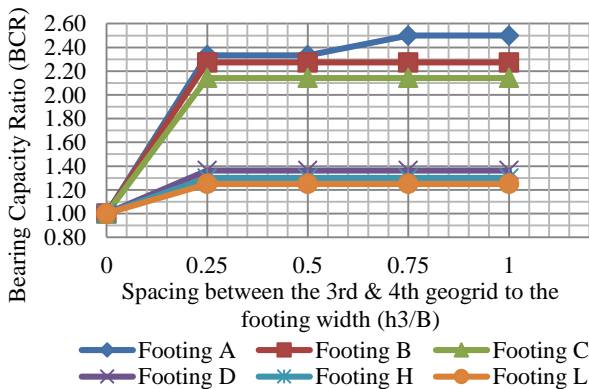 Bearing Capacity Ratio (BCR)
2.60
2.40
2.20
2.00
1.80
1.60
1.40
1.20
1.00
0.80
0 0.25 0.5 0.75 1
Spacing between the 3rd & 4th geogrid to the
footing width (h3/B)
Footing A Footing B Footing C
Footing D Footing H Footing L